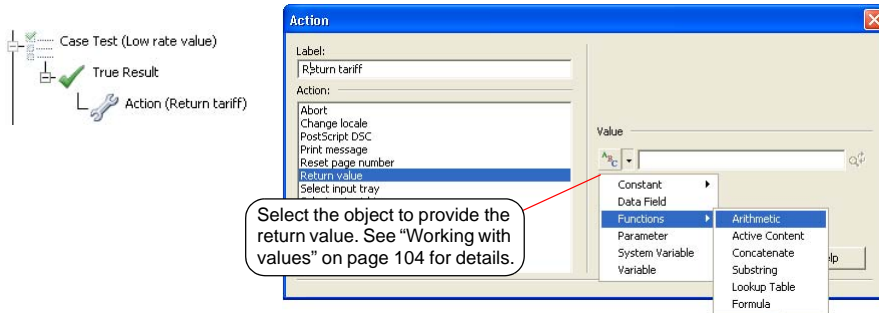 Case Test (Low rate value)
True Result
Action (Return tariff)
Action
Label:
Return tariff
Action:
Abort
Change locale
PostScript DSC
Print message
Reset page number
Return value
Select input tray
Value
ABC
Constant
Data Field
Functions
Parameter
System Variable
Variable
Arithmetic
Active Content
Concatenate
Substring
Lookup Table
Formula
Select the object to provide the
return value. See “Working with
values” on page 104 for details.